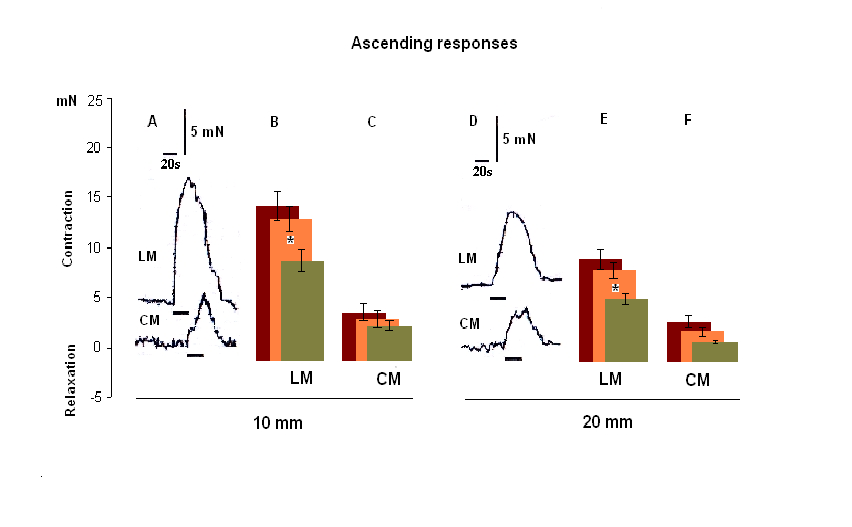 Ascending responses
mN
25
20
15
10
5
0
-5
Contraction
Relaxation
A
5 mN
20s
LM
CM
B
*
LM
C
CM
10 mm
D
5 mN
20s
LM
CM
E
*
LM
F
CM
20 mm